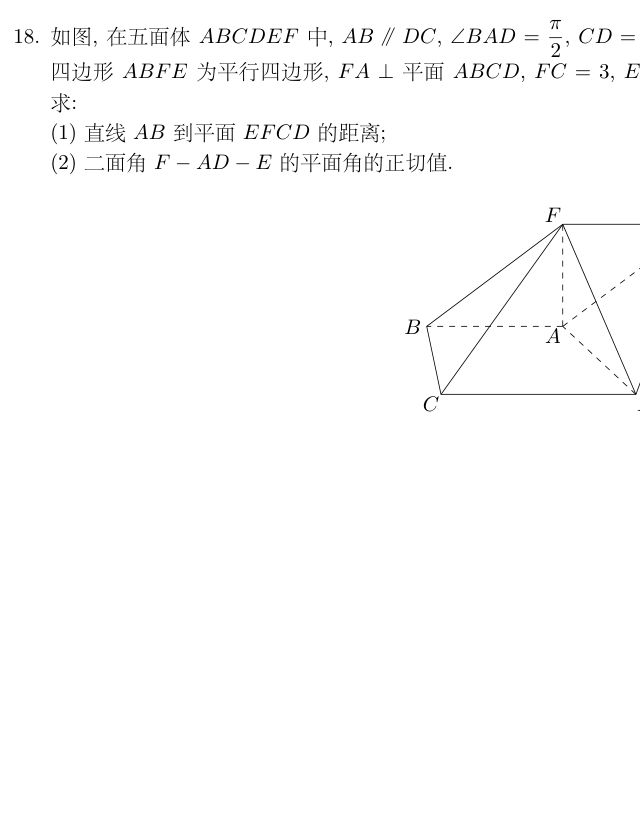 18. 如图, 在五面体 ABCDEF 中, AB ∥ DC, ∠BAD = π/2, CD =
四边形 ABFE 为平行四边形, FA ⊥ 平面 ABCD, FC = 3, E
求:
(1) 直线 AB 到平面 EFCD 的距离;
(2) 二面角 F − AD − E 的平面角的正切值.
F
B
A
C